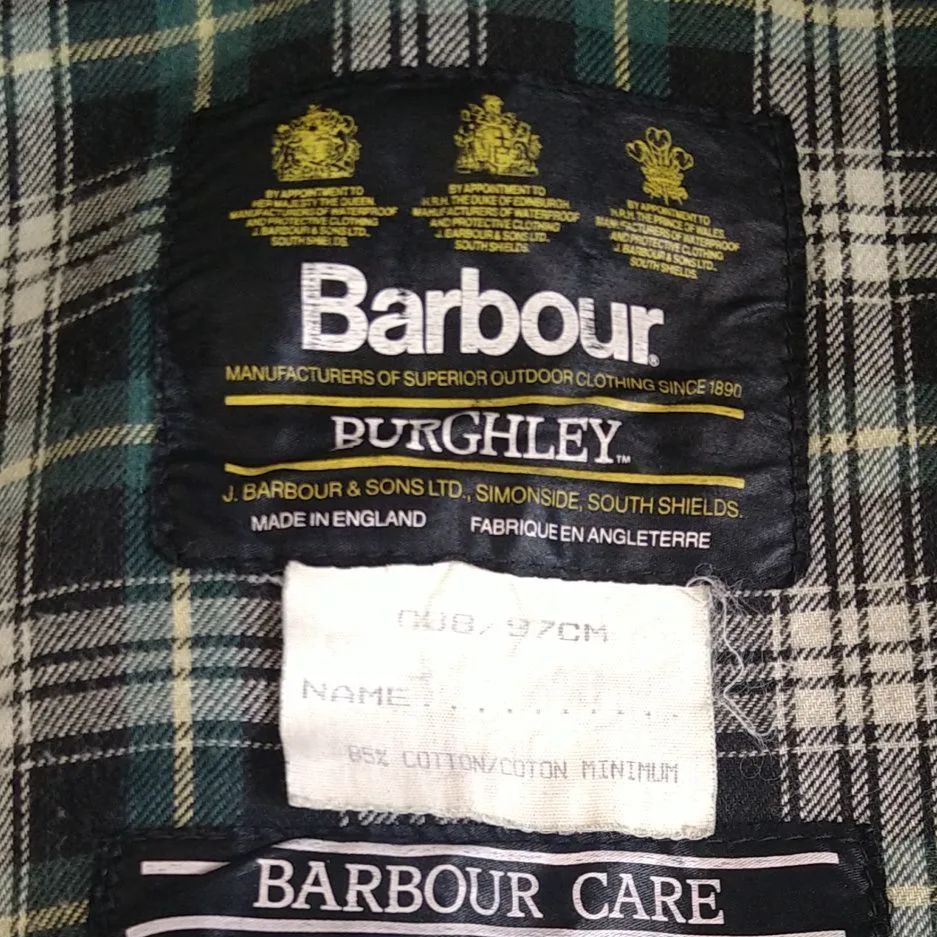 BY APPOINTMENT TO
HER MAJESTY THE QUEEN
MANUFACTURERS OF WATERPROOF
AND PROTECTIVE CLOTHING
J. BARBOUR & SONS LTD.
SOUTH SHIELDS.
BY APPOINTMENT TO
H.R.H. THE DUKE OF EDINBURGH
MANUFACTURERS OF WATERPROOF
AND PROTECTIVE CLOTHING
J. BARBOUR & SONS LTD.
SOUTH SHIELDS.
BY APPOINTMENT TO
H.R.H. THE PRINCE OF WALES
MANUFACTURERS OF WATERPROOF
AND PROTECTIVE CLOTHING
J. BARBOUR & SONS LTD.,
SOUTH SHIELDS.
Barbour®
MANUFACTURERS OF SUPERIOR OUTDOOR CLOTHING SINCE 1890
BURGHLEY™
J. BARBOUR & SONS LTD., SIMONSIDE, SOUTH SHIELDS.
MADE IN ENGLAND FABRIQUE EN ANGLETERRE
97CM
NAME...........
85% COTTON/COTON MINIMUM
BARBOUR CARE